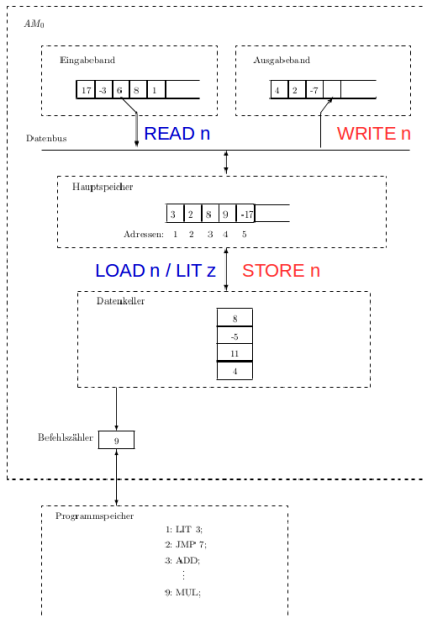 AM₀
Eingabeband
Ausgabeband
17 -3 6 8 1
4 2 -7
READ n
WRITE n
Datenbus
Hauptspeicher
3 2 8 9 -17
Adressen: 1 2 3 4 5
LOAD n / LIT z
STORE n
Datenkeller
8
-5
11
4
Befehlszähler
9
Programmspeicher
1: LIT 3;
2: JMP 7;
3: ADD;
⋮
9: MUL;